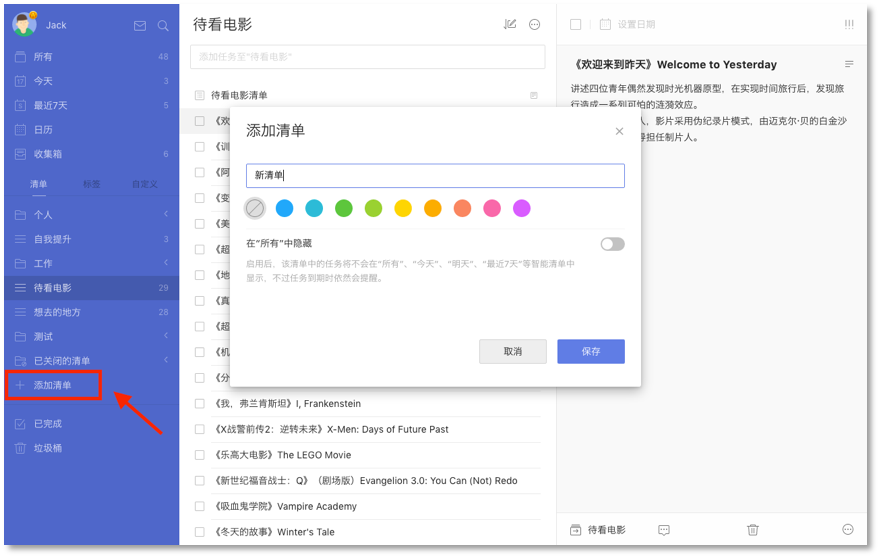 Jack
所有 48
今天 3
最近7天 5
日历
收集箱 6
清单 标签 自定义
个人
自我提升 3
工作
待看电影 29
想去的地方 28
测试
已关闭的清单
添加清单
已完成
垃圾桶
待看电影
添加任务至“待看电影”
待看电影清单
《欢
《训
《阿
《变
《美
《超
《地
《真
《超
《机
《分
《我，弗兰肯斯坦》I, Frankenstein
《X战警前传2：逆转未来》X-Men: Days of Future Past
《乐高大电影》The LEGO Movie
《新世纪福音战士：Q》（剧场版）Evangelion 3.0: You Can (Not) Redo
《吸血鬼学院》Vampire Academy
《冬天的故事》Winter's Tale
添加清单
新清单
在“所有”中隐藏
启用后，该清单中的任务将不会在“所有”、“今天”、“明天”、“最近7天”等智能清单中
显示，不过任务到期时依然会提醒。
取消 保存
设置日期
《欢迎来到昨天》Welcome to Yesterday
讲述四位青年偶然发现时光机器原型，在实现时间旅行后，发现旅
行造成一系列可怕的涟漪效应。
人，影片采用伪纪录片模式，由迈克尔·贝的白金沙
导担任制片人。
待看电影